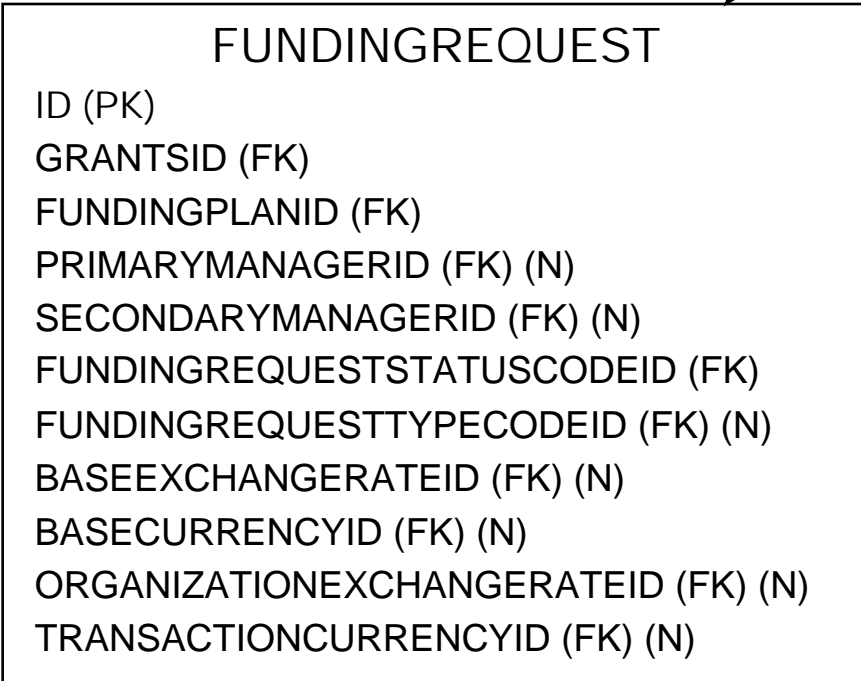 FUNDINGREQUEST
ID (PK)
GRANTSID (FK)
FUNDINGPLANID (FK)
PRIMARYMANAGERID (FK) (N)
SECONDARYMANAGERID (FK) (N)
FUNDINGREQUESTSTATUSCODEID (FK)
FUNDINGREQUESTTYPECODEID (FK) (N)
BASEEXCHANGERATEID (FK) (N)
BASECURRENCYID (FK) (N)
ORGANIZATIONEXCHANGERATEID (FK) (N)
TRANSACTIONCURRENCYID (FK) (N)